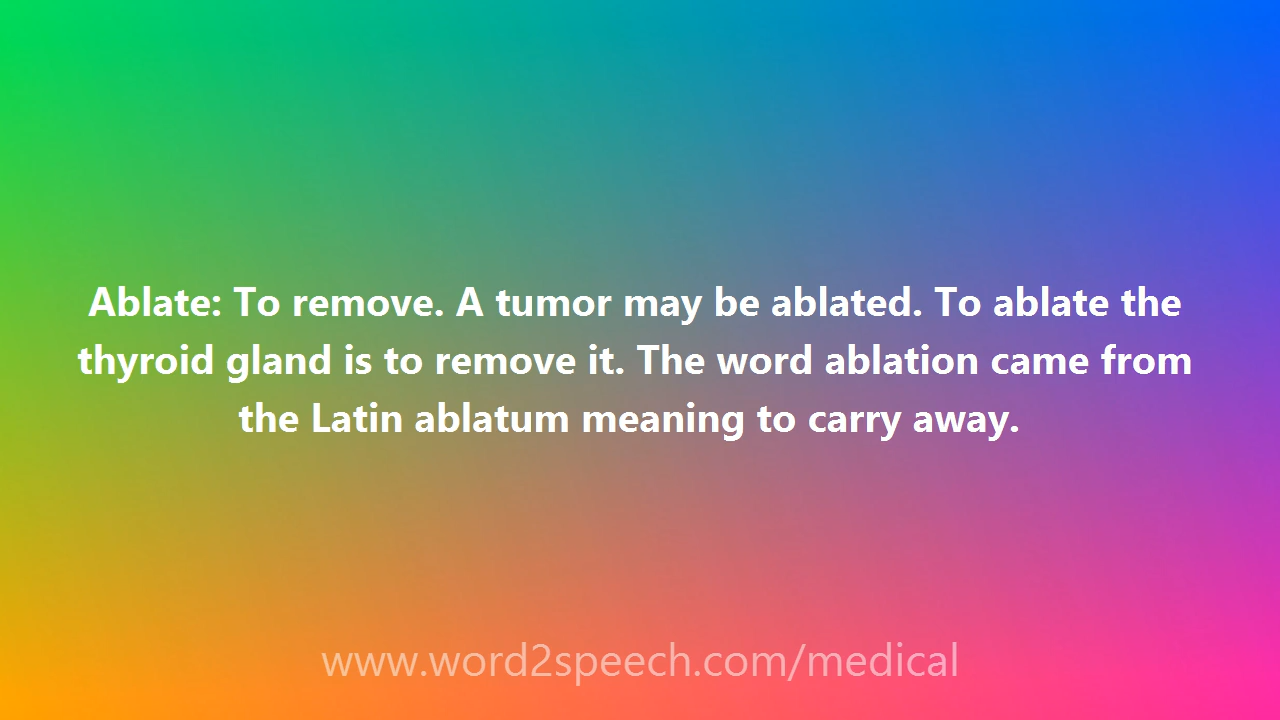 Ablate: To remove. A tumor may be ablated. To ablate the
thyroid gland is to remove it. The word ablation came from
the Latin ablatum meaning to carry away.
www.word2speech.com/medical